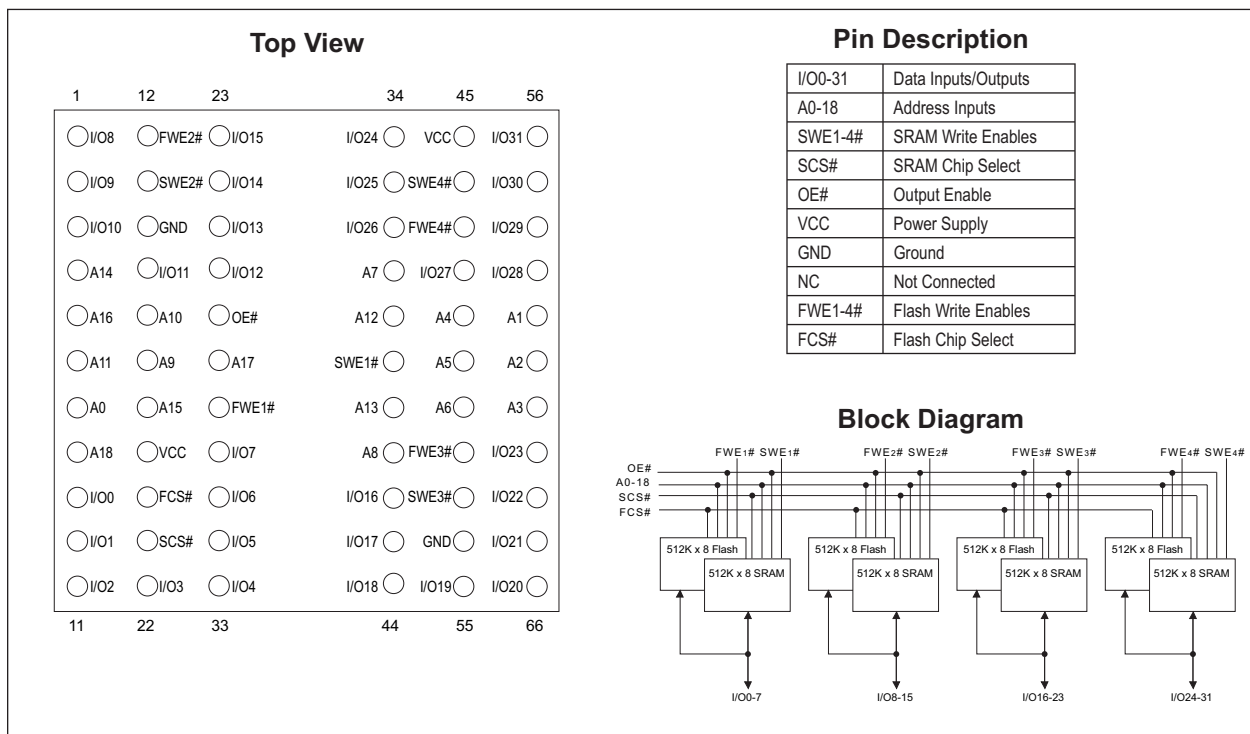 Top View
1 12 23 34 45 56
I/O8 FWE2# I/O15 I/O24 VCC I/O31
I/O9 SWE2# I/O14 I/O25 SWE4# I/O30
I/O10 GND I/O13 I/O26 FWE4# I/O29
A14 I/O11 I/O12 A7 I/O27 I/O28
A16 A10 OE# A12 A4 A1
A11 A9 A17 SWE1# A5 A2
A0 A15 FWE1# A13 A6 A3
A18 VCC I/O7 A8 FWE3# I/O23
I/O0 FCS# I/O6 I/O16 SWE3# I/O22
I/O1 SCS# I/O5 I/O17 GND I/O21
I/O2 I/O3 I/O4 I/O18 I/O19 I/O20
11 22 33 44 55 66
Pin Description
I/O0-31 Data Inputs/Outputs
A0-18 Address Inputs
SWE1-4# SRAM Write Enables
SCS# SRAM Chip Select
OE# Output Enable
VCC Power Supply
GND Ground
NC Not Connected
FWE1-4# Flash Write Enables
FCS# Flash Chip Select
Block Diagram
FWE1# SWE1# FWE2# SWE2# FWE3# SWE3# FWE4# SWE4#
OE#
A0-18
SCS#
FCS#
512K x 8 Flash 512K x 8 Flash 512K x 8 Flash 512K x 8 Flash
512K x 8 SRAM 512K x 8 SRAM 512K x 8 SRAM 512K x 8 SRAM
I/O0-7 I/O8-15 I/O16-23 I/O24-31